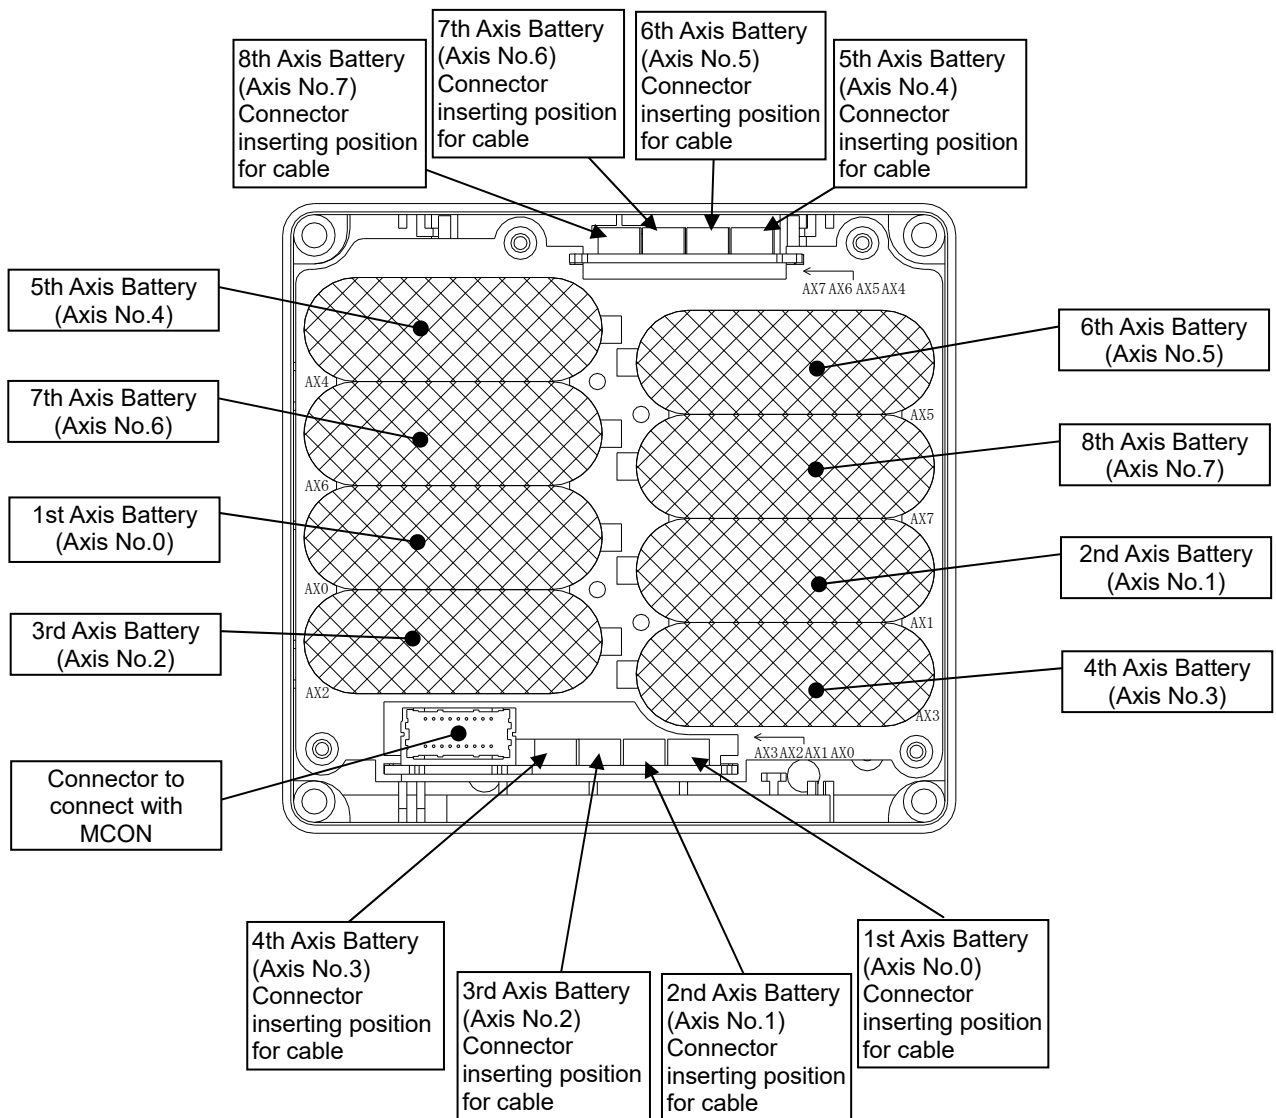 8th Axis Battery
(Axis No.7)
Connector
inserting position
for cable
7th Axis Battery
(Axis No.6)
Connector
inserting position
for cable
6th Axis Battery
(Axis No.5)
Connector
inserting position
for cable
5th Axis Battery
(Axis No.4)
Connector
inserting position
for cable
AX7 AX6 AX5 AX4
5th Axis Battery
(Axis No.4)
7th Axis Battery
(Axis No.6)
1st Axis Battery
(Axis No.0)
3rd Axis Battery
(Axis No.2)
Connector to
connect with
MCON
AX4
AX6
AX0
AX2
AX5
AX7
AX1
AX3
6th Axis Battery
(Axis No.5)
8th Axis Battery
(Axis No.7)
2nd Axis Battery
(Axis No.1)
4th Axis Battery
(Axis No.3)
AX3 AX2 AX1 AX0
4th Axis Battery
(Axis No.3)
Connector
inserting position
for cable
3rd Axis Battery
(Axis No.2)
Connector
inserting position
for cable
2nd Axis Battery
(Axis No.1)
Connector
inserting position
for cable
1st Axis Battery
(Axis No.0)
Connector
inserting position
for cable